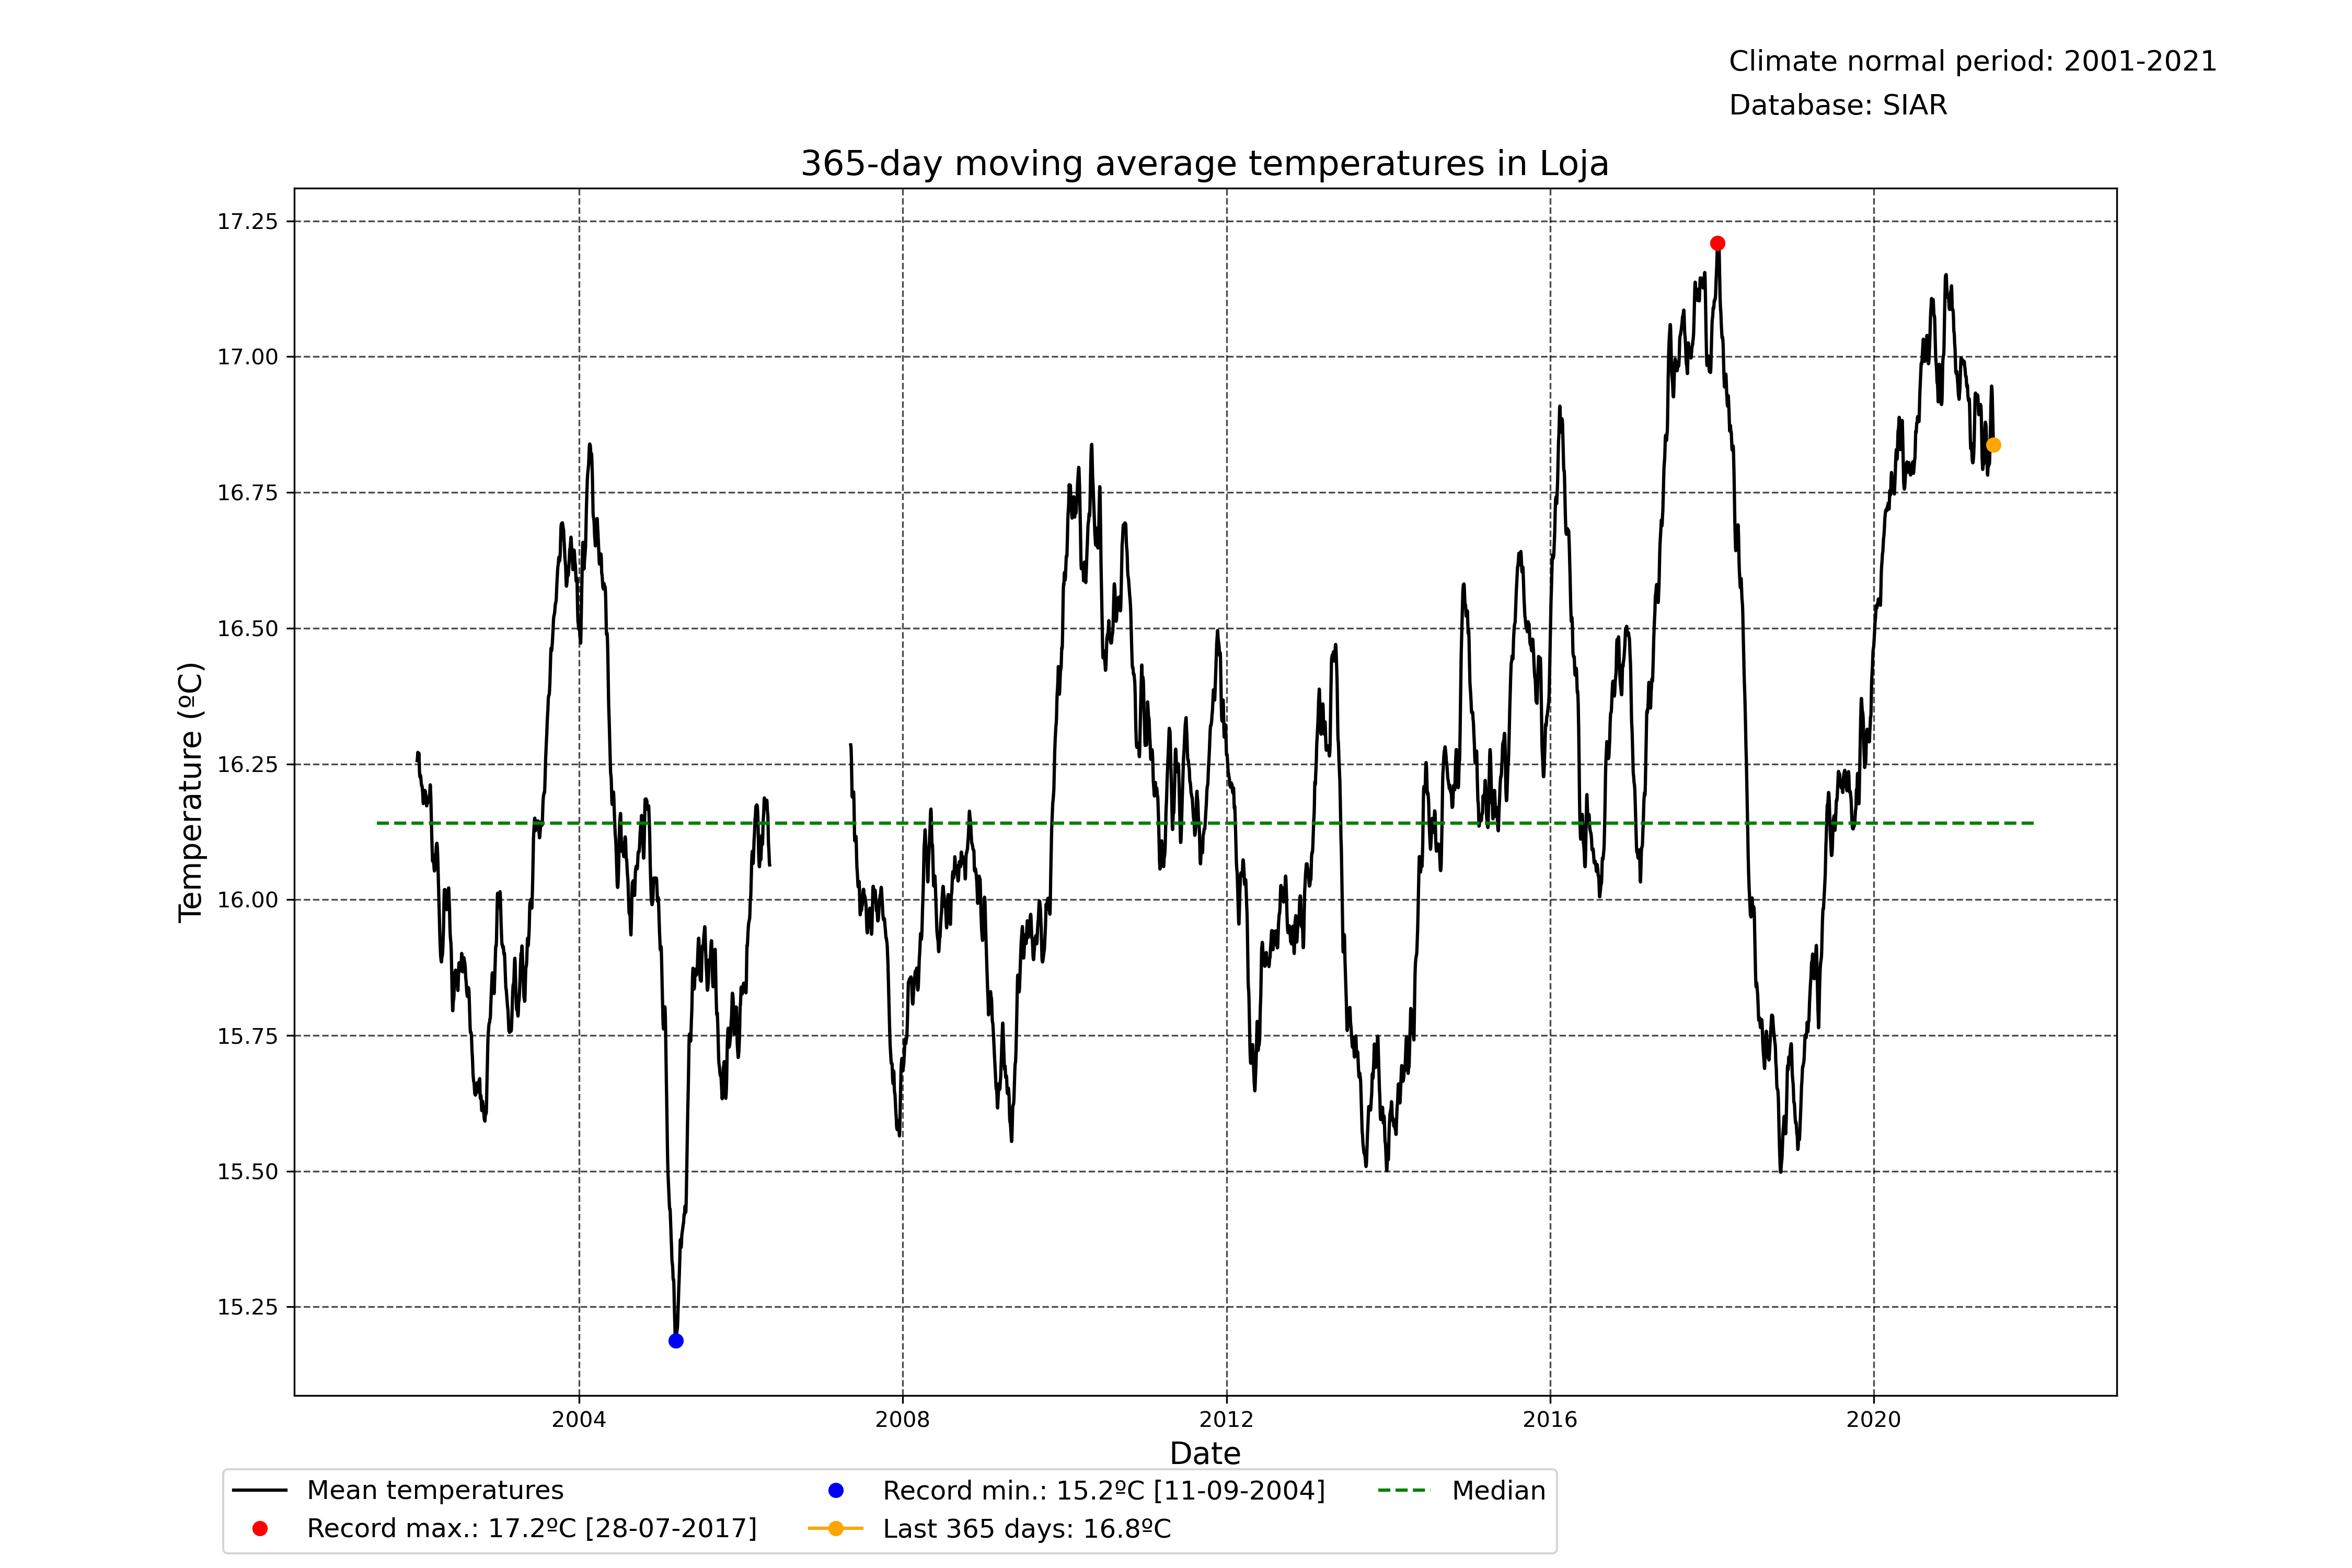 Climate normal period: 2001-2021
Database: SIAR
365-day moving average temperatures in Loja
17.25
17.00
16.75
16.50
16.25
16.00
15.75
15.50
15.25
Temperature (ºC)
2004 2008 2012 2016 2020
Date
Mean temperatures
Record max.: 17.2ºC [28-07-2017]
Record min.: 15.2ºC [11-09-2004]
Last 365 days: 16.8ºC
Median